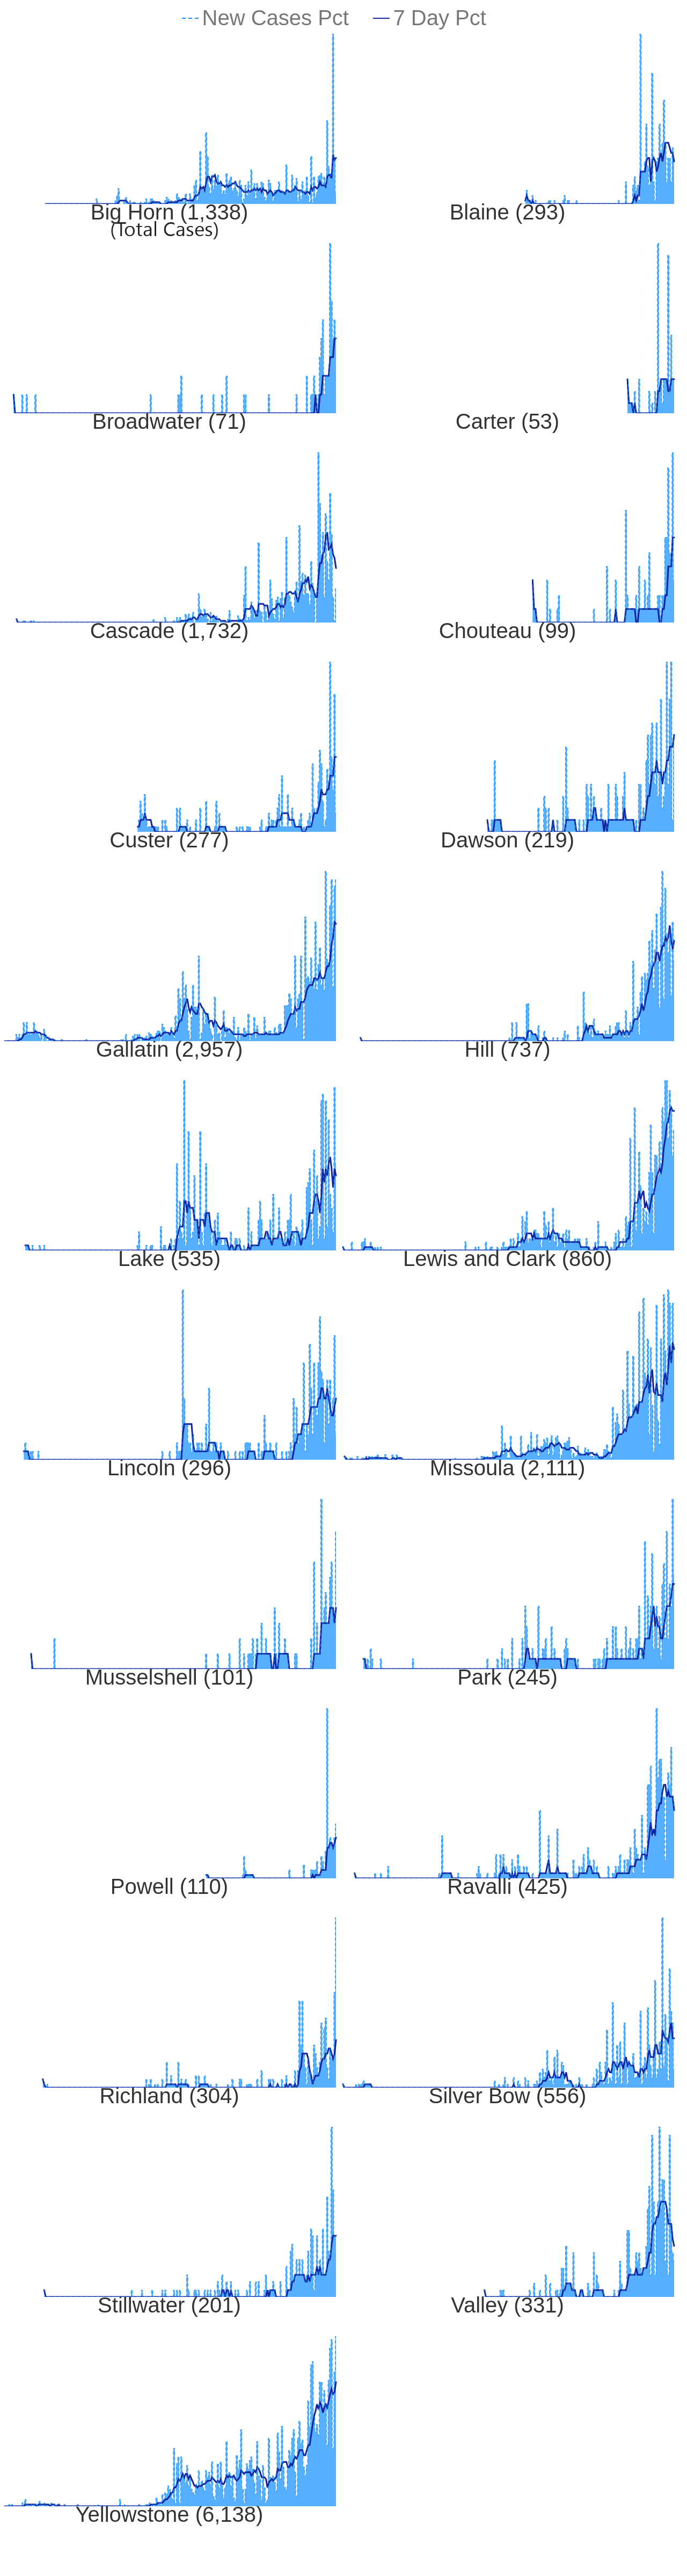 New Cases Pct 7 Day Pct
Big Horn (1,338) Blaine (293)
(Total Cases)
Broadwater (71) Carter (53)
Cascade (1,732) Chouteau (99)
Custer (277) Dawson (219)
Gallatin (2,957) Hill (737)
Lake (535) Lewis and Clark (860)
Lincoln (296) Missoula (2,111)
Musselshell (101) Park (245)
Powell (110) Ravalli (425)
Richland (304) Silver Bow (556)
Stillwater (201) Valley (331)
Yellowstone (6,138)